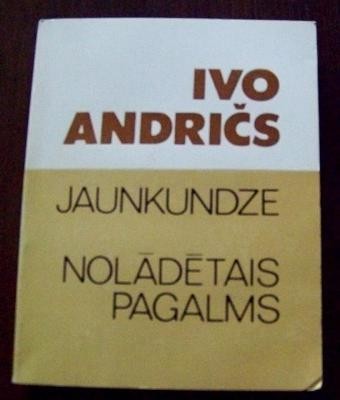 IVO
ANDRIČS
JAUNKUNDZE
NOLĀDĒTAIS
PAGALMS